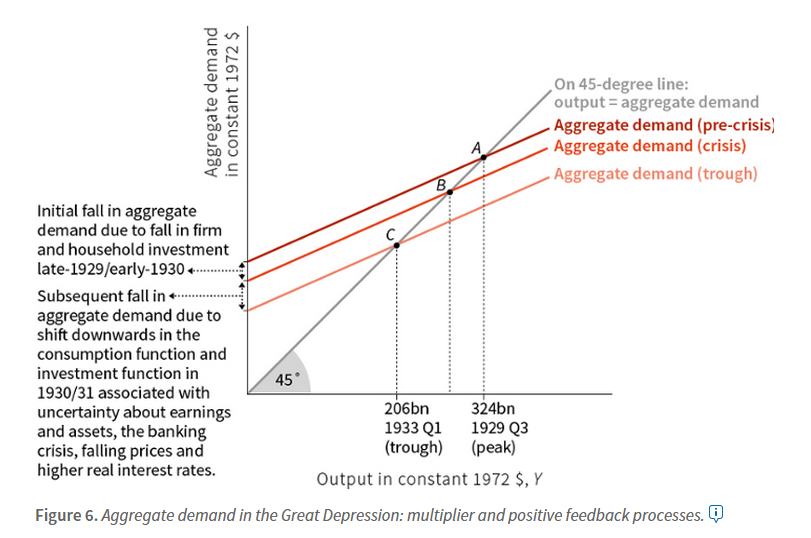 Aggregate demand
in constant 1972 $
On 45-degree line:
output = aggregate demand
Aggregate demand (pre-crisis)
Aggregate demand (crisis)
Aggregate demand (trough)
A
B
C
Initial fall in aggregate
demand due to fall in firm
and household investment
late-1929/early-1930
Subsequent fall in
aggregate demand due to
shift downwards in the
consumption function and
investment function in
1930/31 associated with
uncertainty about earnings
and assets, the banking
crisis, falling prices and
higher real interest rates.
45°
206bn
1933 Q1
(trough)
324bn
1929 Q3
(peak)
Output in constant 1972 $, Y
Figure 6. Aggregate demand in the Great Depression: multiplier and positive feedback processes.